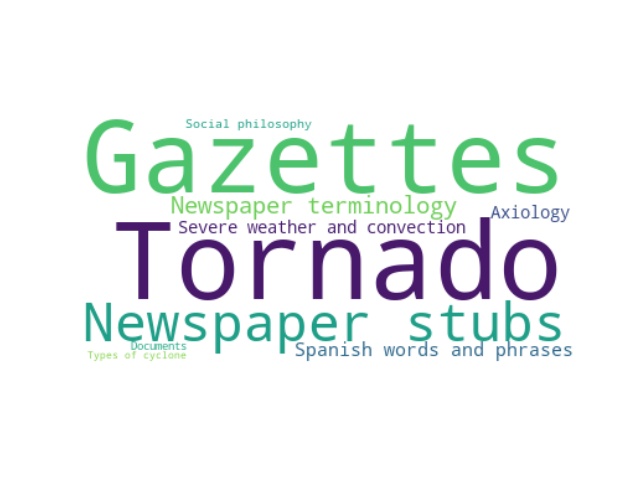 Social philosophy
Gazettes
Newspaper terminology
Axiology
Severe weather and convection
Tornado
Newspaper stubs
Documents
Spanish words and phrases
Types of cyclone